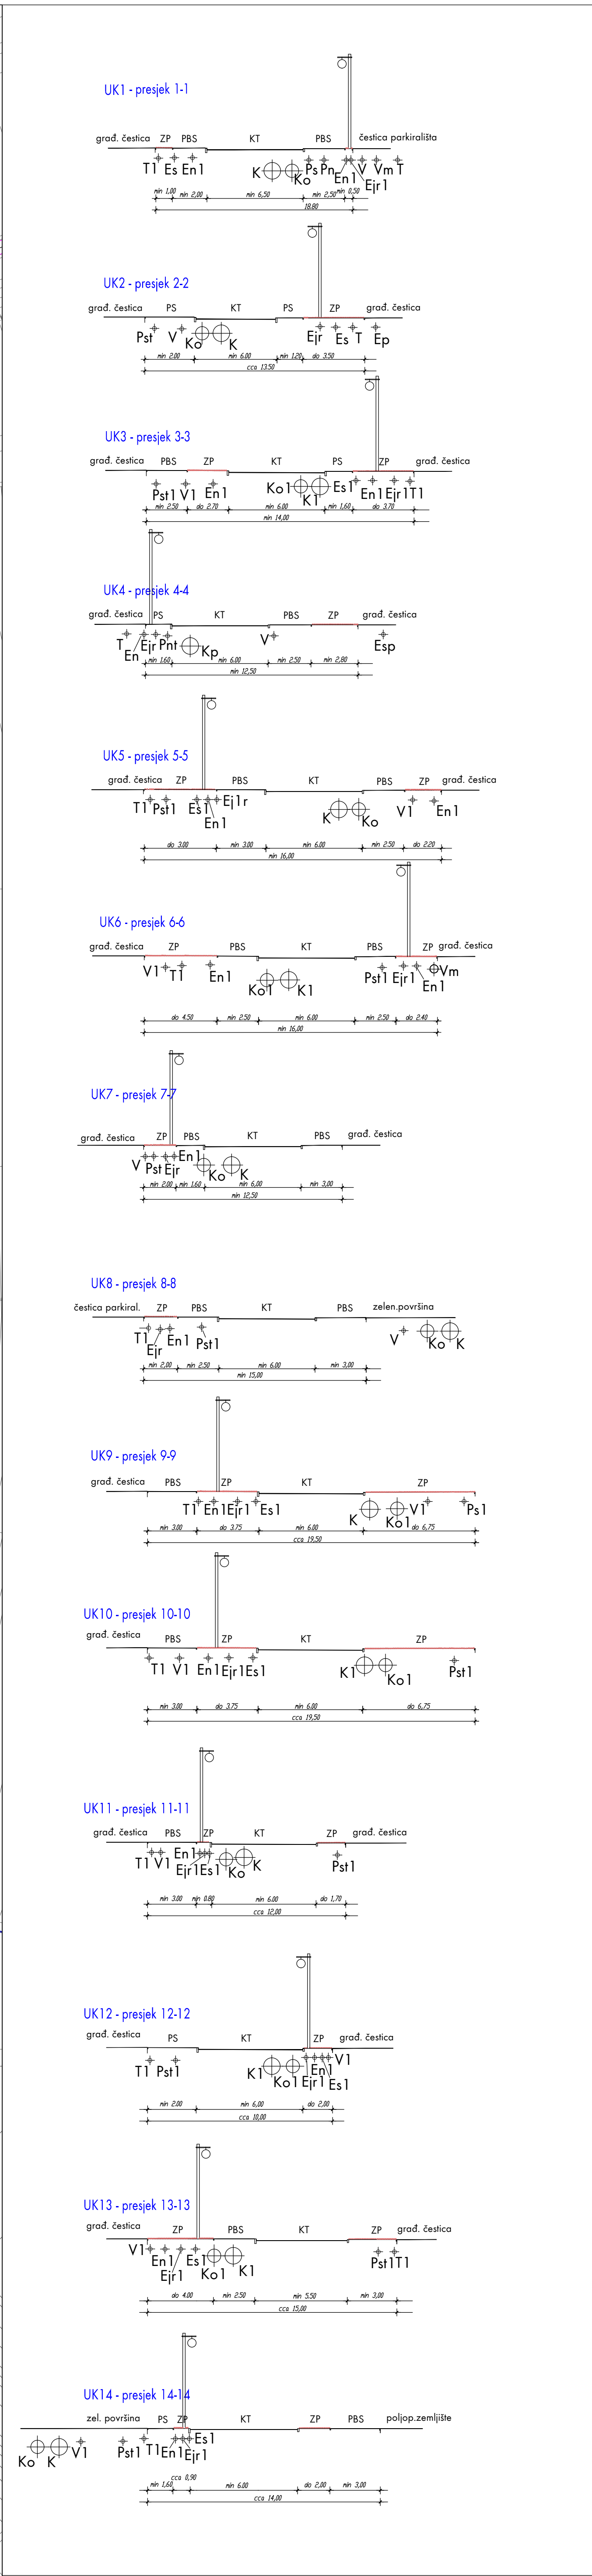 UK1 - presjek 1-1
građ. čestica ZP PBS KT PBS čestica parkirališta
T1 Es En1 K Ko Ps Pn En1 V Ejr1 Vm T
min 1,00 min 2,00 min 6,50 min 2,50 min 0,50
18.80
UK2 - presjek 2-2
građ. čestica PS KT PS ZP građ. čestica
Pst V Ko K Ejr Es T Ep
min 2.00 min 6.00 min 1.20 do 3.50
cca 13.50
UK3 - presjek 3-3
građ. čestica PBS ZP KT PS ZP građ. čestica
Pst1 V1 En1 Ko1 K1 Es1 En1 Ejr1 T1
min 2.50 do 2.70 min 6.00 min 1,60 do 3.70
min 14,00
UK4 - presjek 4-4
građ. čestica PS KT PBS ZP građ. čestica
T En Ejr Pnt Kp V Esp
min 1.60 min 6.00 min 2.50 min 2,80
min 12,50
UK5 - presjek 5-5
građ. čestica ZP PBS KT PBS ZP građ. čestica
T1 Pst1 Es1 En1 Ej1r K Ko V1 En1
do 3.00 min 3.00 min 6.00 min 2.50 do 2.20
min 16,00
UK6 - presjek 6-6
građ. čestica ZP PBS KT PBS ZP građ. čestica
V1 T1 En1 Ko1 K1 Pst1 Ejr1 En1 Vm
do 4.50 min 2.50 min 6.00 min 2.50 do 2.40
min 16,00
UK7 - presjek 7-7
građ. čestica ZP PBS KT PBS građ. čestica
V Pst Ejr En1 Ko K
min 2.00 min 1.60 min 6,00 min 3,00
min 12,50
UK8 - presjek 8-8
čestica parkiral. ZP PBS KT PBS zelen.površina
T1 Ejr En1 Pst1 V Ko K
min 2,00 min 2.50 min 6.00 min 3,00
min 15,00
UK9 - presjek 9-9
građ. čestica PBS ZP KT ZP
T1 En1 Ejr1 Es1 K Ko1 V1 Ps1
min 3.00 do 3.75 min 6.00 do 6,75
cca 19,50
UK10 - presjek 10-10
građ. čestica
PBS ZP KT ZP
T1 V1 En1 Ejr1 Es1 K1 Ko1 Pst1
min 3.00 do 3.75 min 6.00 do 6,75
cca 19,50
UK11 - presjek 11-11
građ. čestica PBS ZP KT ZP građ. čestica
T1 V1 En1 Ejr1 Es1 Ko K Pst1
min 3.00 min 0.80 min 6.00 do 1,70
cca 12,00
UK12 - presjek 12-12
građ. čestica PS KT ZP građ. čestica
T1 Pst1 K1 Ko1 Ejr1 En1 Es1 V1
min 2.00 min 6,00 do 2,00
cca 10,00
UK13 - presjek 13-13
građ. čestica ZP PBS KT ZP građ. čestica
V1 En1 Ejr1 Es1 Ko1 K1 Pst1 T1
do 4.00 min 2.50 min 5.50 min 3,00
cca 15,00
UK14 - presjek 14-14
zel. površina PS ZP KT ZP PBS poljop.zemljište
Ko K V1 Pst1 T1 En1 Ejr1 Es1
cca 0,90
min 1,60 min 6.00 do 2,00 min 3,00
cca 14,00